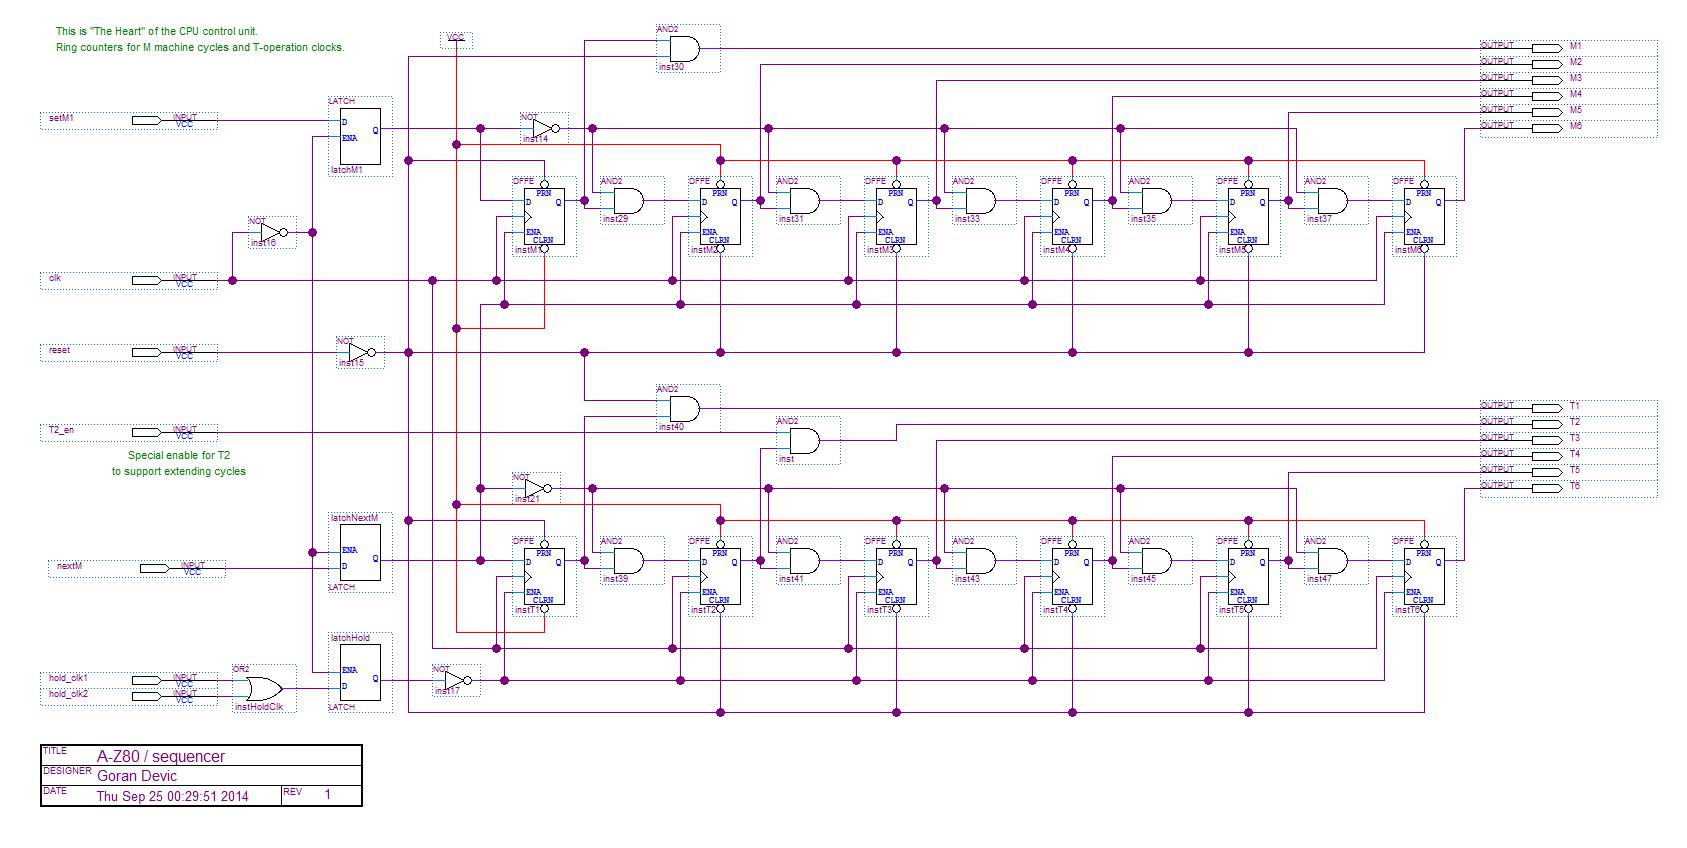 This is "The Heart" of the CPU control unit.
Ring counters for M machine cycles and T-operation clocks.
VCC
AND2
inst30
OUTPUT M1
OUTPUT M2
OUTPUT M3
OUTPUT M4
OUTPUT M5
OUTPUT M6
setM1 INPUT VCC
LATCH
D
ENA
Q
latchM1
NOT
inst14
DFFE
PRN
D Q
ENA
CLRN
instM1
AND2
inst29
DFFE
PRN
D Q
ENA
CLRN
instM2
AND2
inst31
DFFE
PRN
D Q
ENA
CLRN
instM3
AND2
inst33
DFFE
PRN
D Q
ENA
CLRN
instM4
AND2
inst35
DFFE
PRN
D Q
ENA
CLRN
instM5
AND2
inst37
DFFE
PRN
D Q
ENA
CLRN
instM6
NOT
inst16
clk INPUT VCC
reset INPUT VCC
NOT
inst15
AND2
inst40
T2_en INPUT VCC
Special enable for T2
to support extending cycles
AND2
inst
OUTPUT T1
OUTPUT T2
OUTPUT T3
OUTPUT T4
OUTPUT T5
OUTPUT T6
NOT
inst21
latchNextM
ENA
D
Q
LATCH
nextM INPUT VCC
DFFE
PRN
D Q
ENA
CLRN
instT1
AND2
inst39
DFFE
PRN
D Q
ENA
CLRN
instT2
AND2
inst41
DFFE
PRN
D Q
ENA
CLRN
instT3
AND2
inst43
DFFE
PRN
D Q
ENA
CLRN
instT4
AND2
inst45
DFFE
PRN
D Q
ENA
CLRN
instT5
AND2
inst47
DFFE
PRN
D Q
ENA
CLRN
instT6
latchHold
ENA
D
Q
LATCH
hold_clk1 INPUT VCC
hold_clk2 INPUT VCC
OR2
instHoldClk
NOT
inst17
TITLE A-Z80 / sequencer
DESIGNER Goran Devic
DATE Thu Sep 25 00:29:51 2014 REV 1